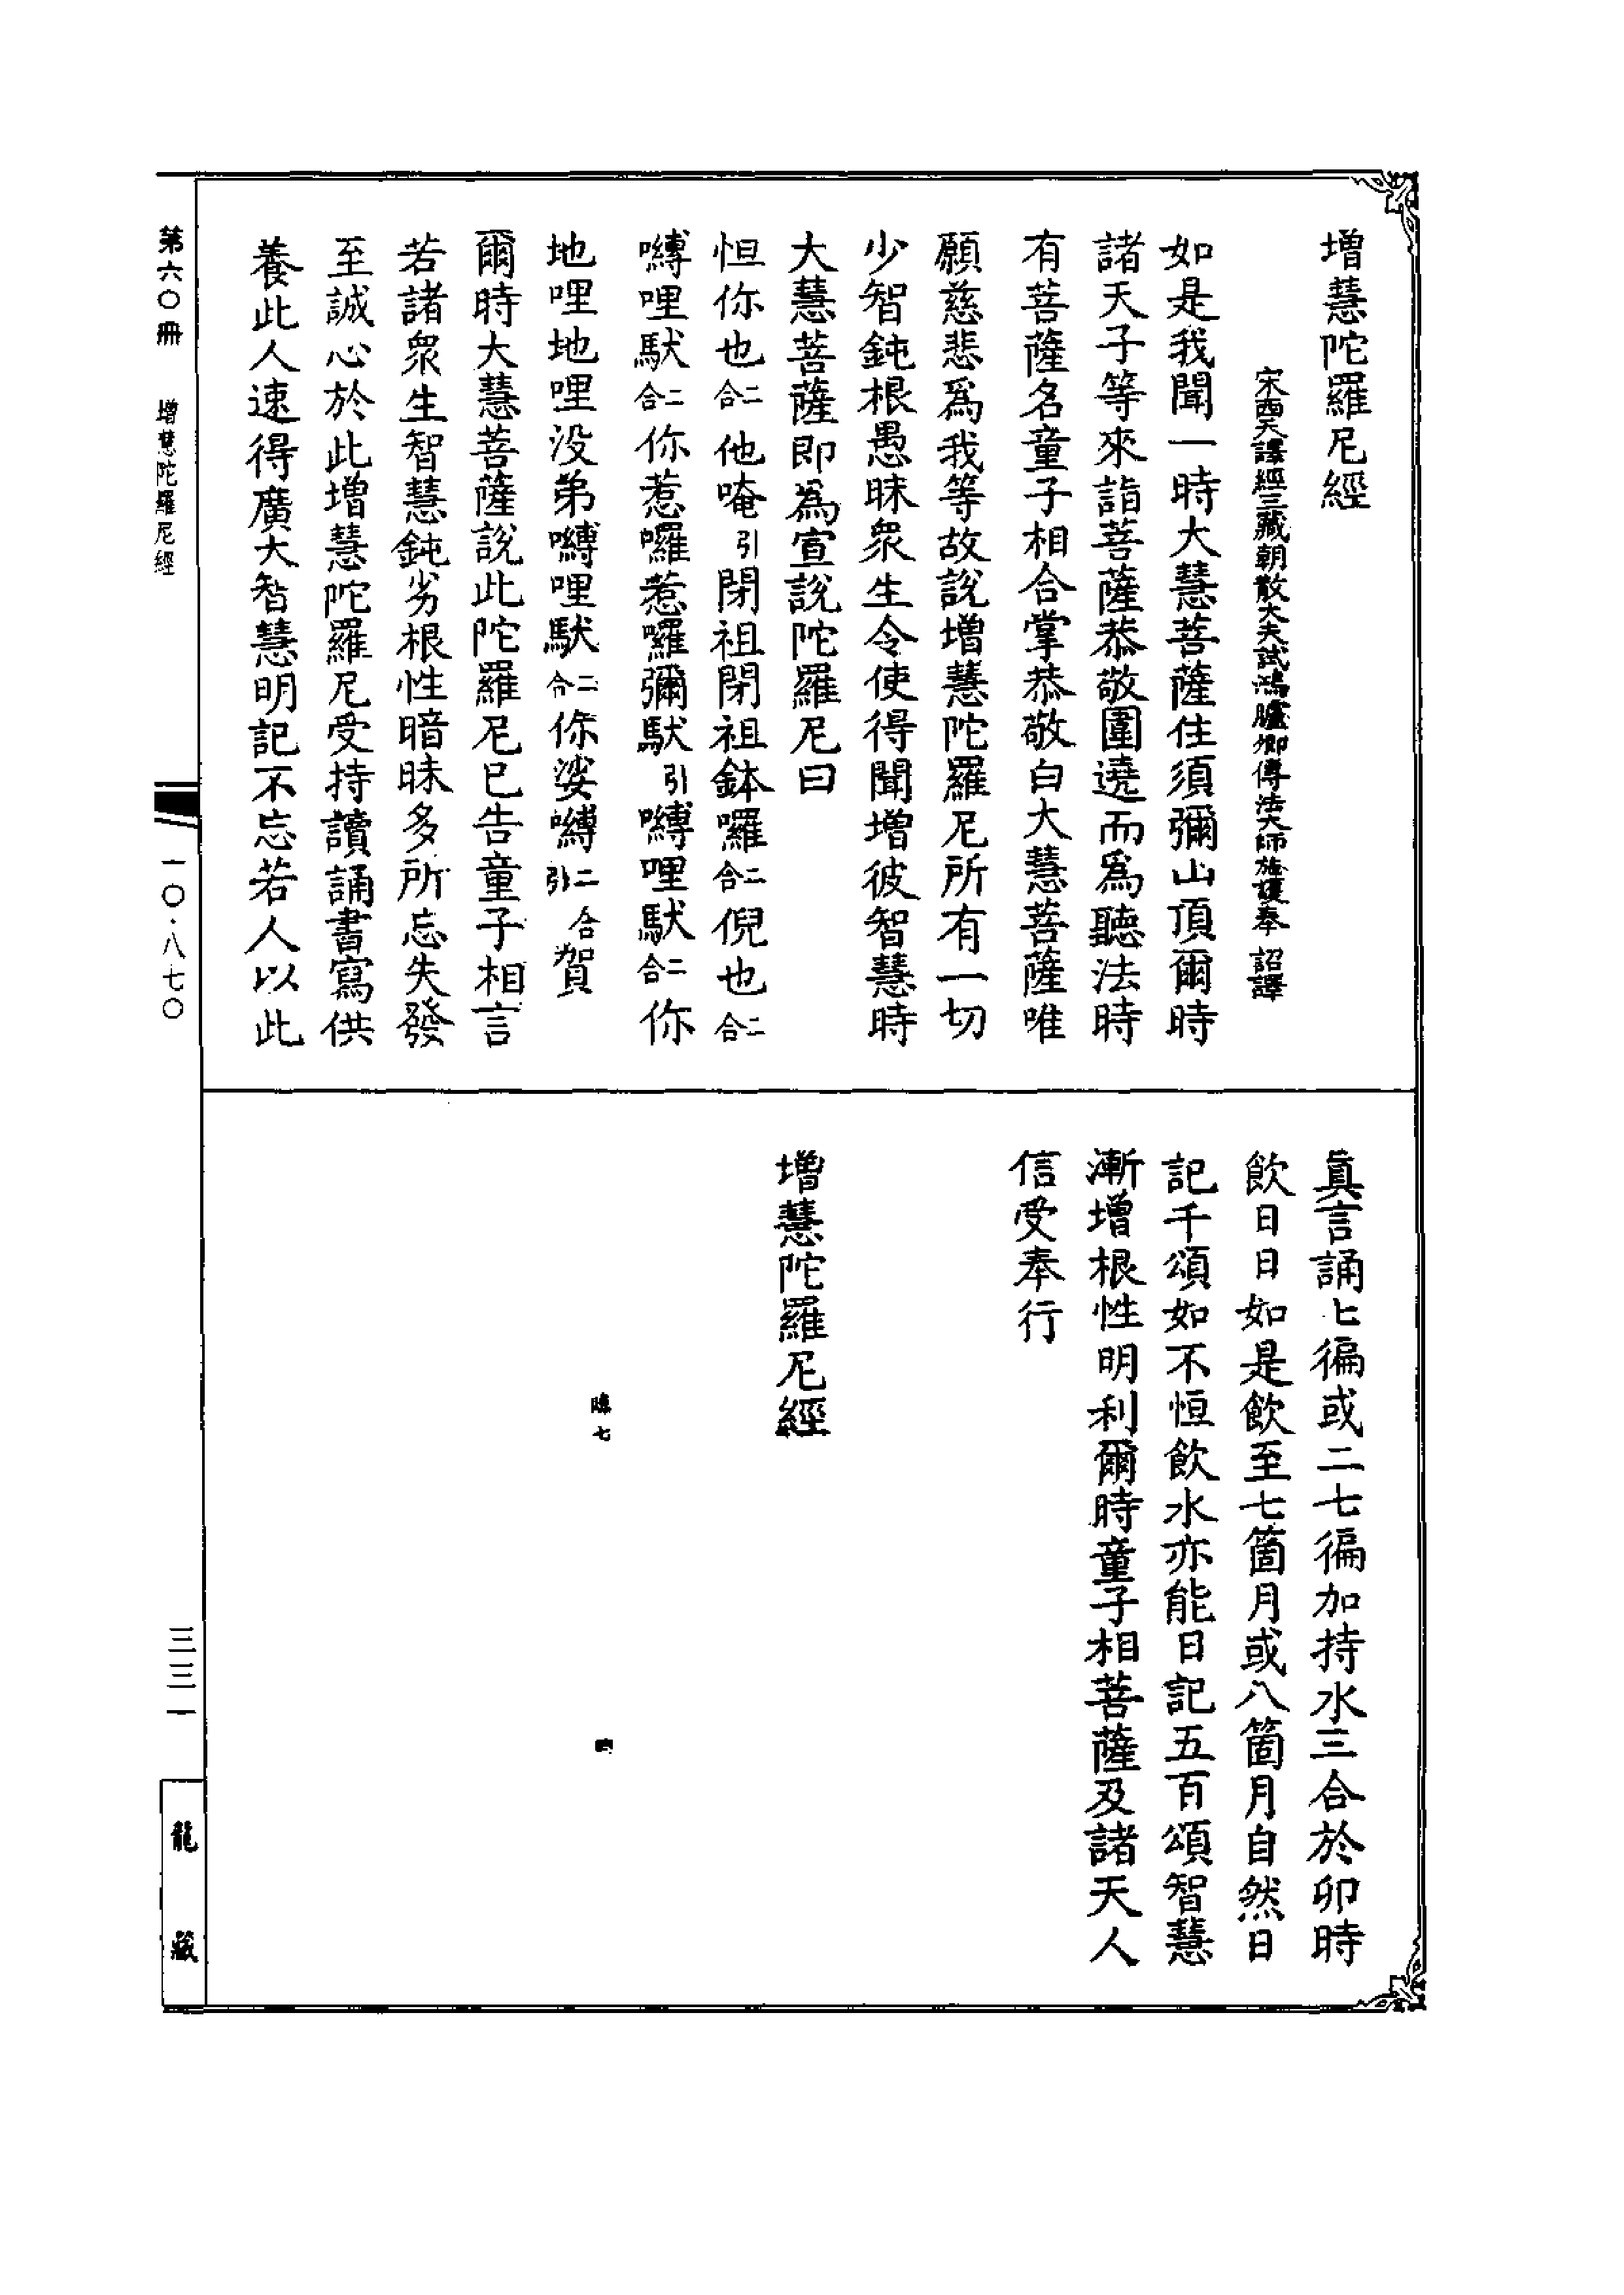 增慧陀羅尼經
宋西天譯經三藏朝散大夫試鴻臚卿傳法大師施護奉 詔譯
如是我聞一時大慧菩薩住須彌山頂爾時
諸天子等來詣菩薩恭敬圍遶而爲聽法時
有菩薩名童子相合掌恭敬白大慧菩薩唯
願慈悲爲我等故說增慧陀羅尼所有一切
少智鈍根愚昧衆生令使得聞增彼智慧時
大慧菩薩即爲宣說陀羅尼曰
怛你也二合他唵引閉祖閉祖鉢囉二合倪也二合
嚩哩馱二合你惹囉惹囉彌馱引嚩哩馱二合你
地哩地哩没弟嚩哩馱二合你娑嚩二合引賀
爾時大慧菩薩說此陀羅尼已告童子相言
若諸衆生智慧鈍劣根性暗昧多所忘失發
至誠心於此增慧陀羅尼受持讀誦書寫供
養此人速得廣大智慧明記不忘若人以此
眞言誦七徧或二七徧加持水三合於卯時
飲日日如是飲至七箇月或八箇月自然日
記千頌如不恒飲水亦能日記五百頌智慧
漸增根性明利爾時童子相菩薩及諸天人
信受奉行
增慧陀羅尼經
七
第六〇冊 增慧陀羅尼經
一〇·八七〇
三三一
龍藏